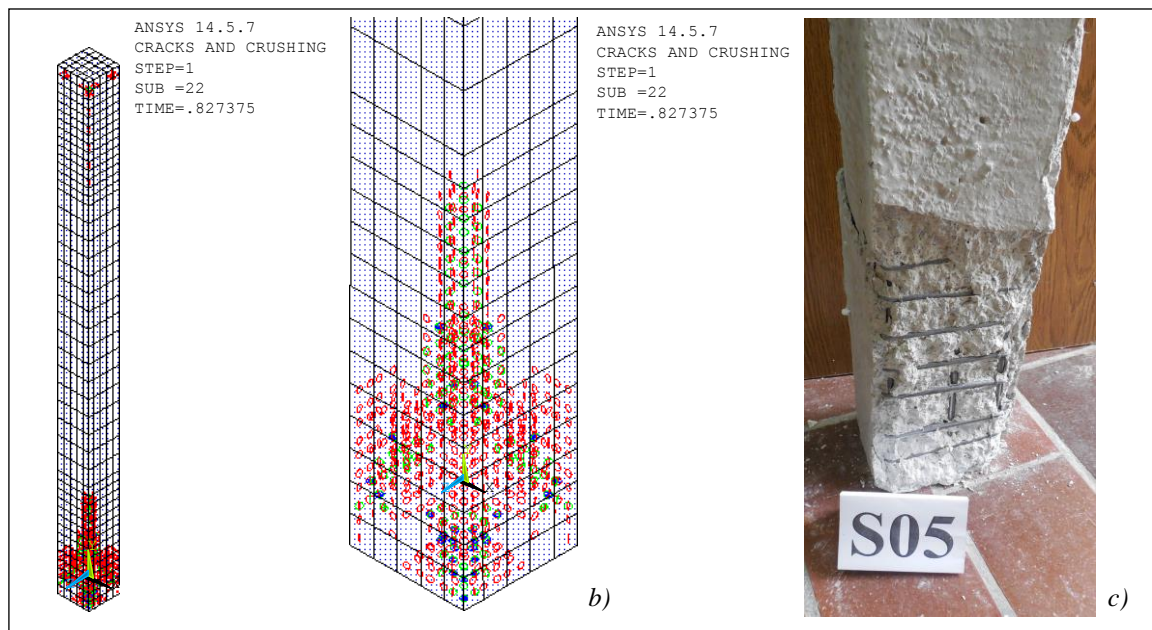 ANSYS 14.5.7
CRACKS AND CRUSHING
STEP=1
SUB =22
TIME=.827375
ANSYS 14.5.7
CRACKS AND CRUSHING
STEP=1
SUB =22
TIME=.827375
b)
S05
c)